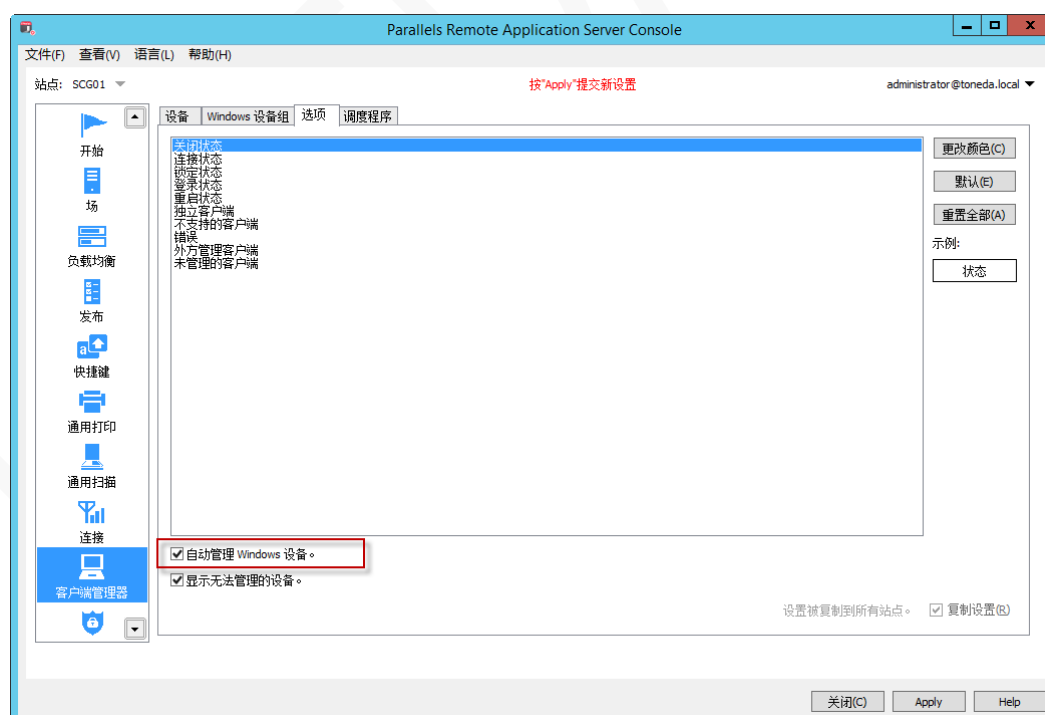 Parallels Remote Application Server Console
文件(F) 查看(V) 语言(L) 帮助(H)
站点: SCG01
按"Apply"提交新设置
administrator@toneda.local
开始
场
负载均衡
发布
快捷鍵
通用打印
通用扫描
连接
客户端管理器
设备 Windows 设备组 选项 调度程序
关闭状态
连接状态
锁定状态
登录状态
重启状态
独立客户端
不支持的客户端
错误
外方管理客户端
未管理的客户端
更改颜色(C)
默认(E)
重置全部(A)
示例:
状态
自动管理 Windows 设备。
显示无法管理的设备。
设置被复制到所有站点。 复制设置(R)
关闭(C) Apply Help